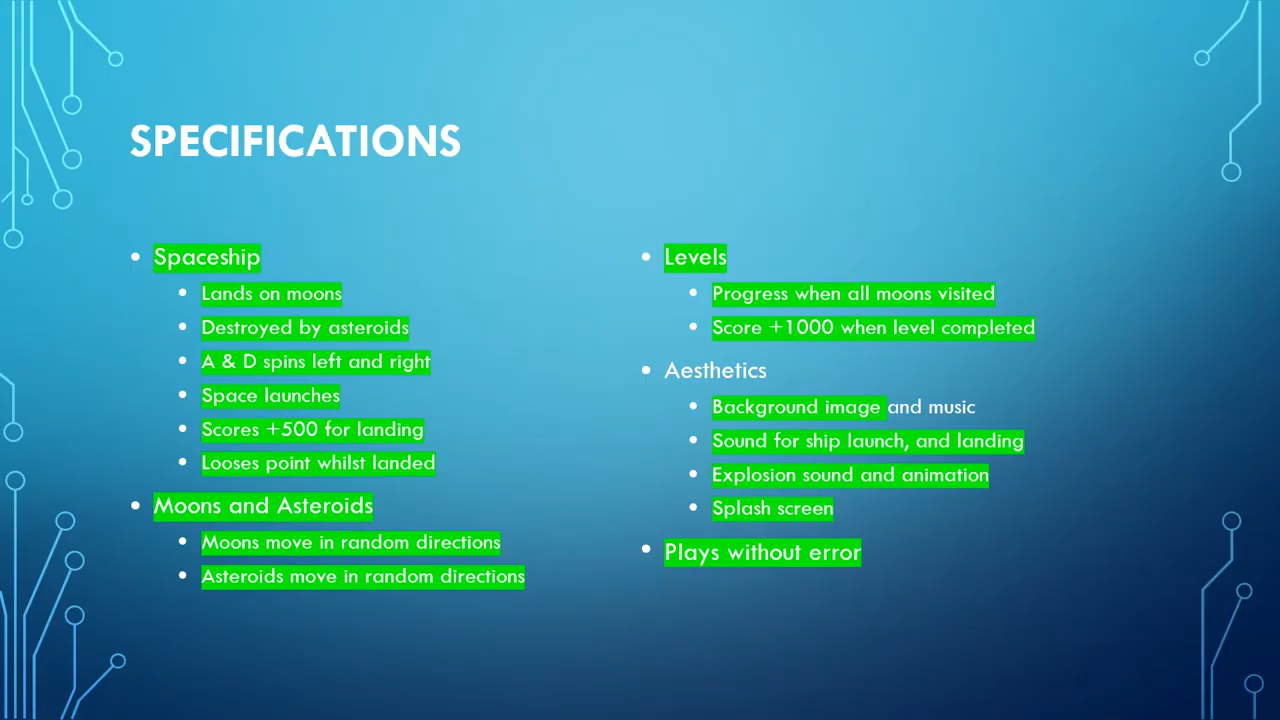 SPECIFICATIONS
Spaceship
Lands on moons
Destroyed by asteroids
A & D spins left and right
Space launches
Scores +500 for landing
Looses point whilst landed
Moons and Asteroids
Moons move in random directions
Asteroids move in random directions
Levels
Progress when all moons visited
Score +1000 when level completed
Aesthetics
Background image and music
Sound for ship launch, and landing
Explosion sound and animation
Splash screen
Plays without error